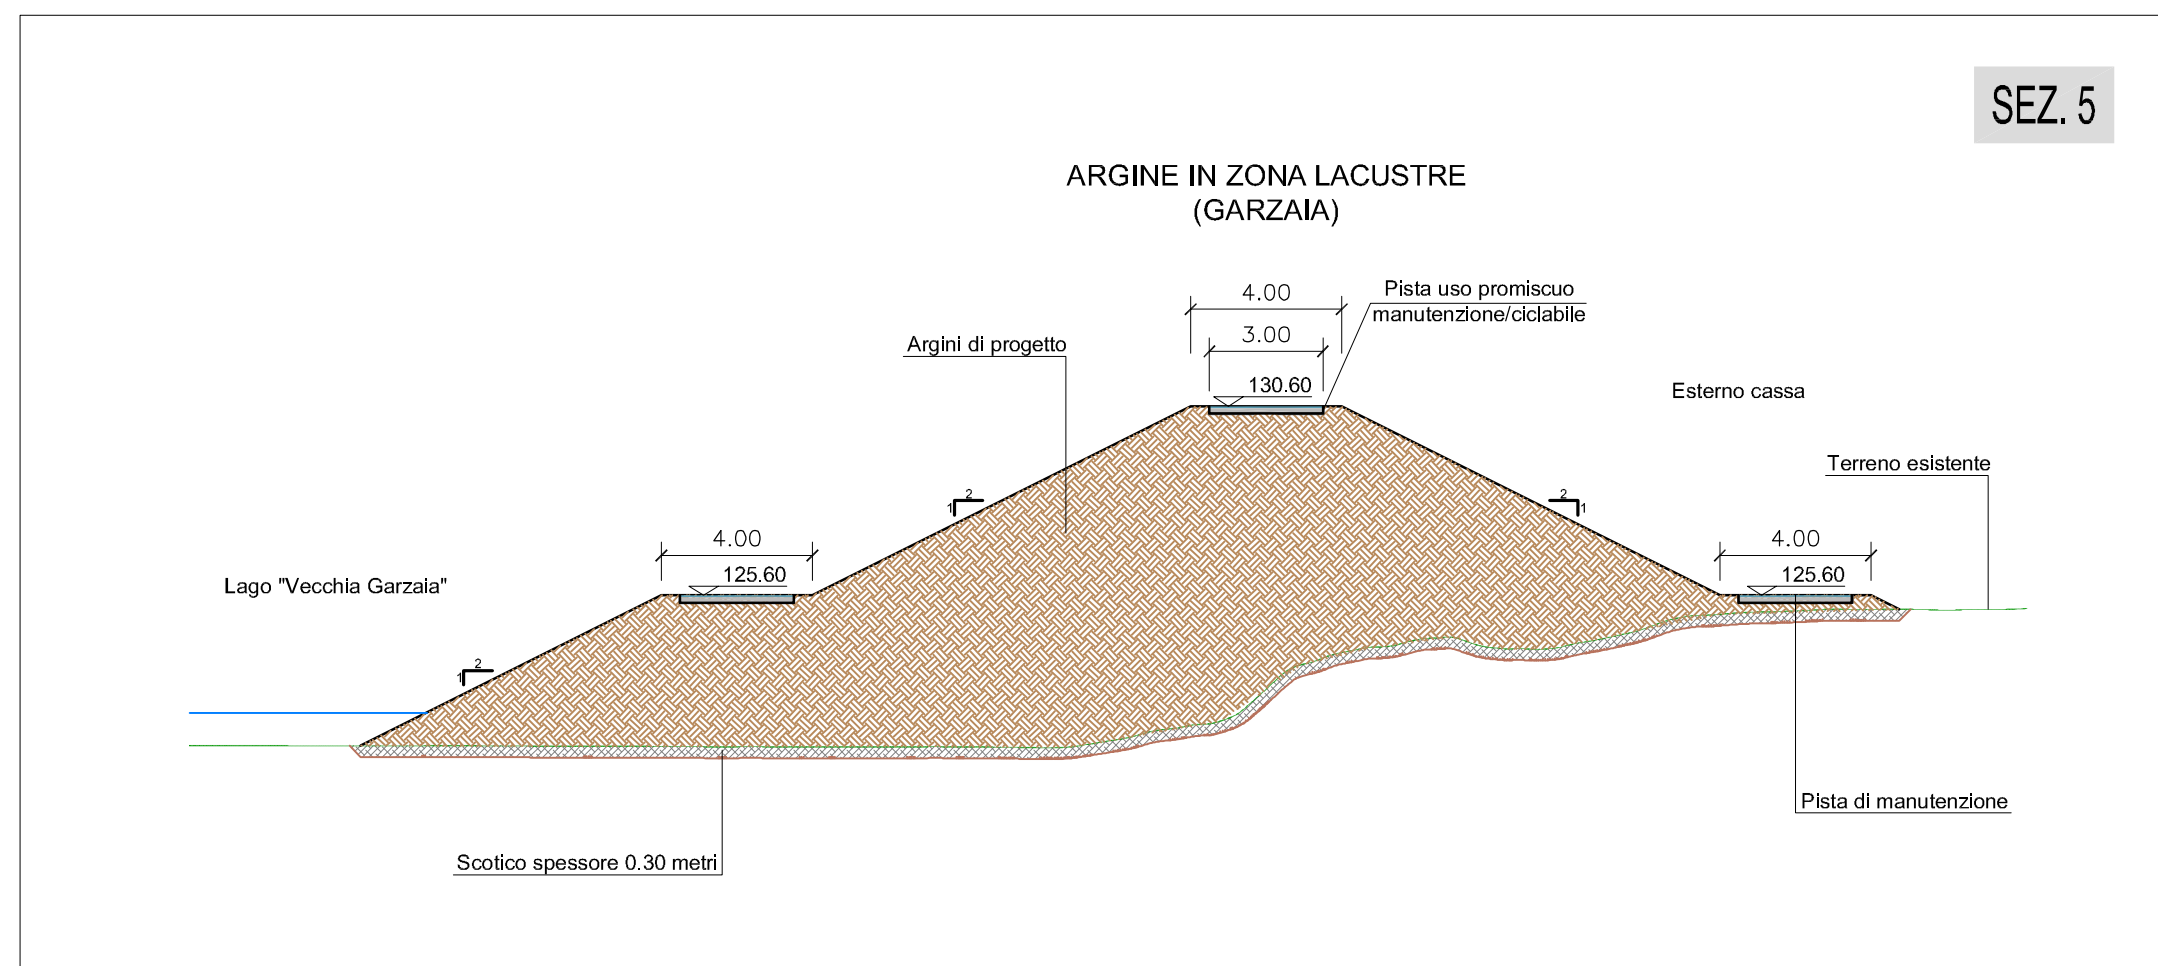 SEZ. 5
ARGINE IN ZONA LACUSTRE
(GARZAIA)
4.00
Pista uso promiscuo
manutenzione/ciclabile
3.00
Argini di progetto
130.60
Esterno cassa
Terreno esistente
2
1
2
1
4.00
4.00
125.60
125.60
Lago "Vecchia Garzaia"
2
1
Pista di manutenzione
Scotico spessore 0.30 metri